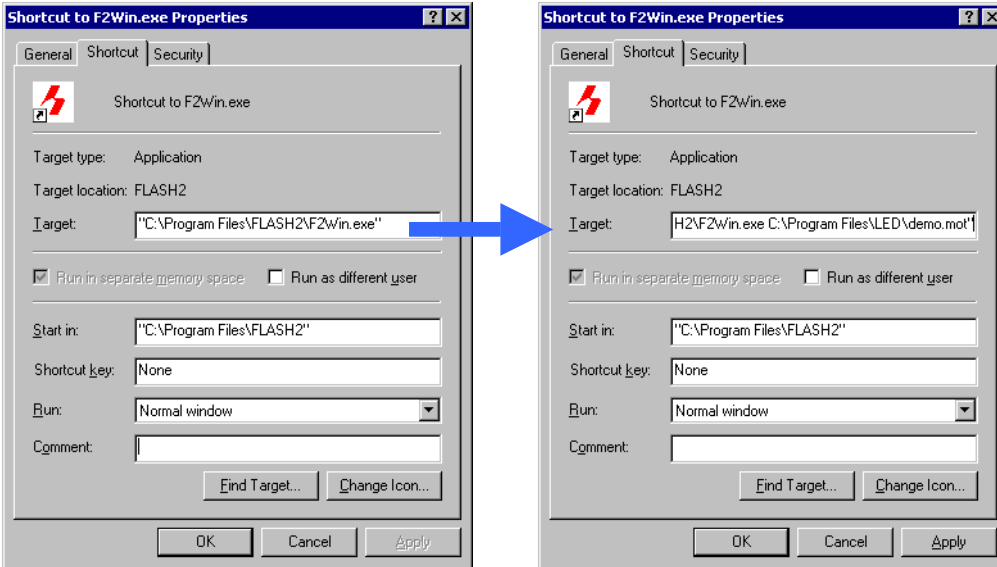 Shortcut to F2Win.exe Properties
General Shortcut Security
Shortcut to F2Win.exe
Target type: Application
Target location: FLASH2
Target: "C:\Program Files\FLASH2\F2Win.exe"
Run in separate memory space Run as different user
Start in: "C:\Program Files\FLASH2"
Shortcut key: None
Run: Normal window
Comment:
Find Target... Change Icon...
OK Cancel Apply
Shortcut to F2Win.exe Properties
General Shortcut Security
Shortcut to F2Win.exe
Target type: Application
Target location: FLASH2
Target: H2\F2Win.exe C:\Program Files\LED\demo.mot"
Run in separate memory space Run as different user
Start in: "C:\Program Files\FLASH2"
Shortcut key: None
Run: Normal window
Comment:
Find Target... Change Icon...
OK Cancel Apply